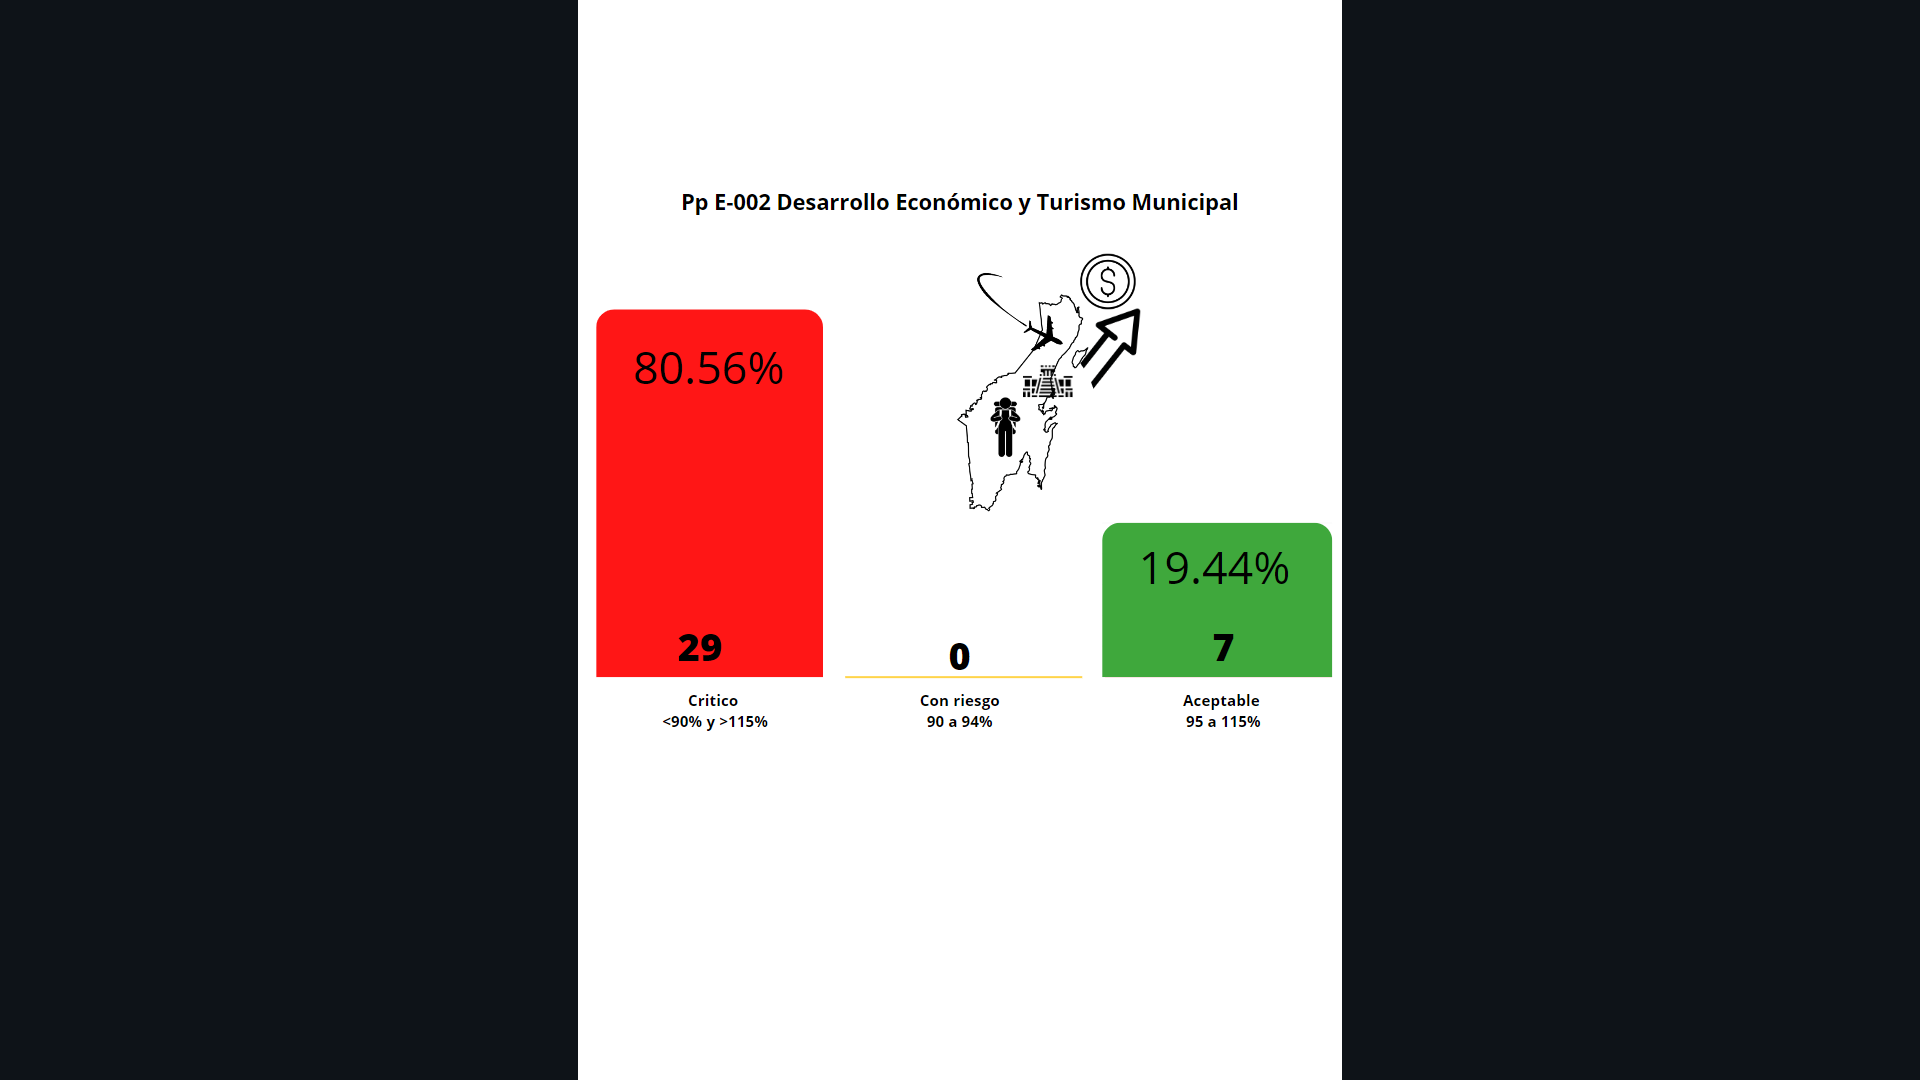 Pp E-002 Desarrollo Económico y Turismo Municipal
$
80.56%
19.44%
29
0
7
Critico
<90% y >115%
Con riesgo
90 a 94%
Aceptable
95 a 115%